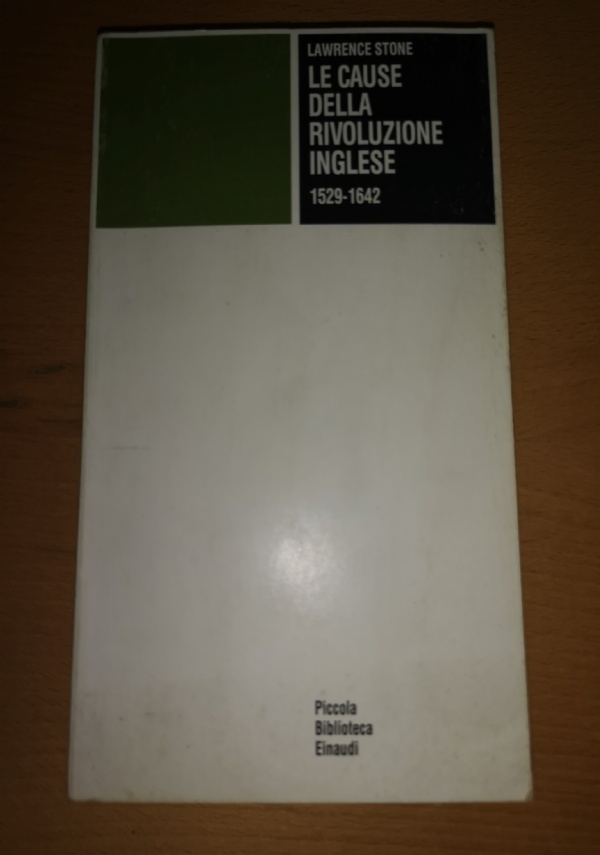 LAWRENCE STONE
LE CAUSE
DELLA
RIVOLUZIONE
INGLESE
1529-1642
Piccola
Biblioteca
Einaudi